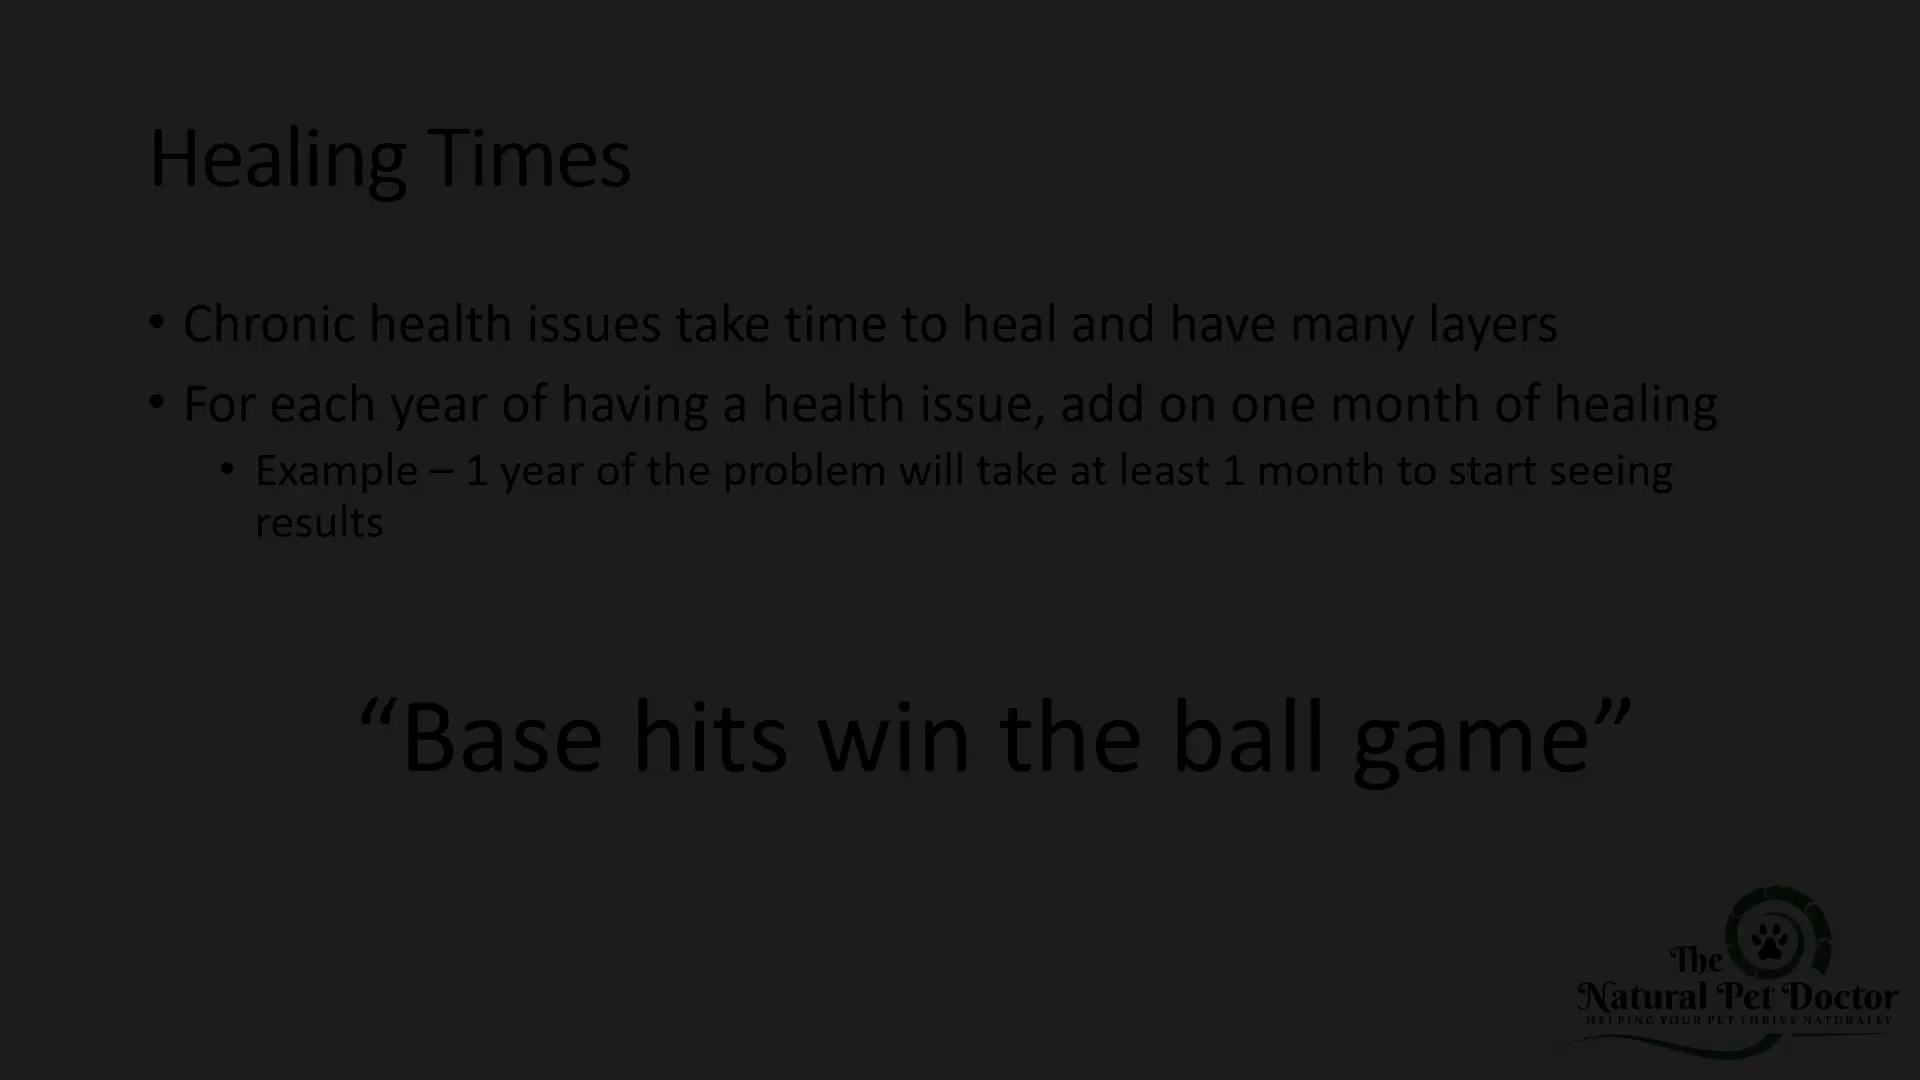 Healing Times
• Chronic health issues take time to heal and have many layers
• For each year of having a health issue, add on one month of healing
• Example – 1 year of the problem will take at least 1 month to start seeing
results
“Base hits win the ball game”
The
Natural Pet Doctor
HELPING YOUR PET THRIVE NATURALLY